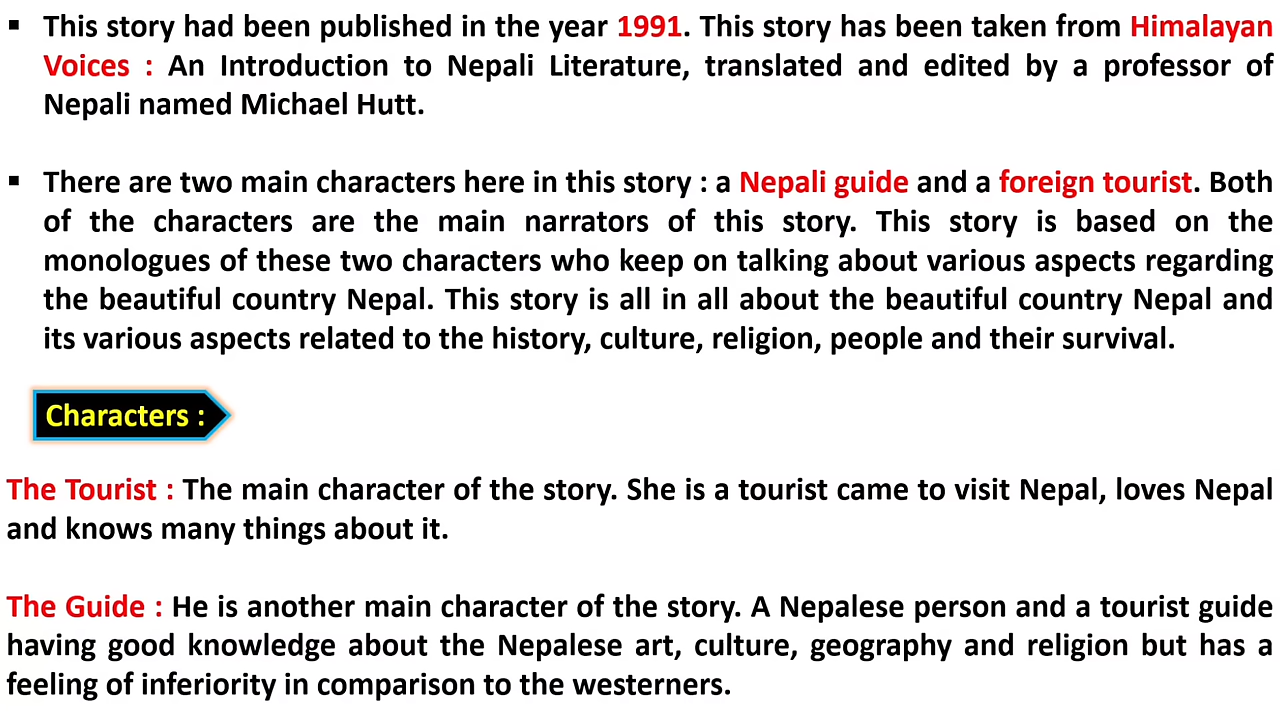 ▪ This story had been published in the year 1991. This story has been taken from Himalayan
Voices : An Introduction to Nepali Literature, translated and edited by a professor of
Nepali named Michael Hutt.
▪ There are two main characters here in this story : a Nepali guide and a foreign tourist. Both
of the characters are the main narrators of this story. This story is based on the
monologues of these two characters who keep on talking about various aspects regarding
the beautiful country Nepal. This story is all in all about the beautiful country Nepal and
its various aspects related to the history, culture, religion, people and their survival.
Characters :
The Tourist : The main character of the story. She is a tourist came to visit Nepal, loves Nepal
and knows many things about it.
The Guide : He is another main character of the story. A Nepalese person and a tourist guide
having good knowledge about the Nepalese art, culture, geography and religion but has a
feeling of inferiority in comparison to the westerners.